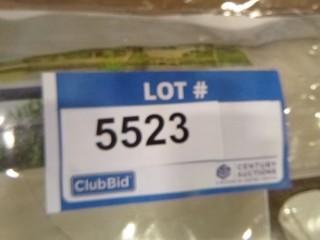 LOT #
5523
ClubBid
CENTURY
AUCTIONS